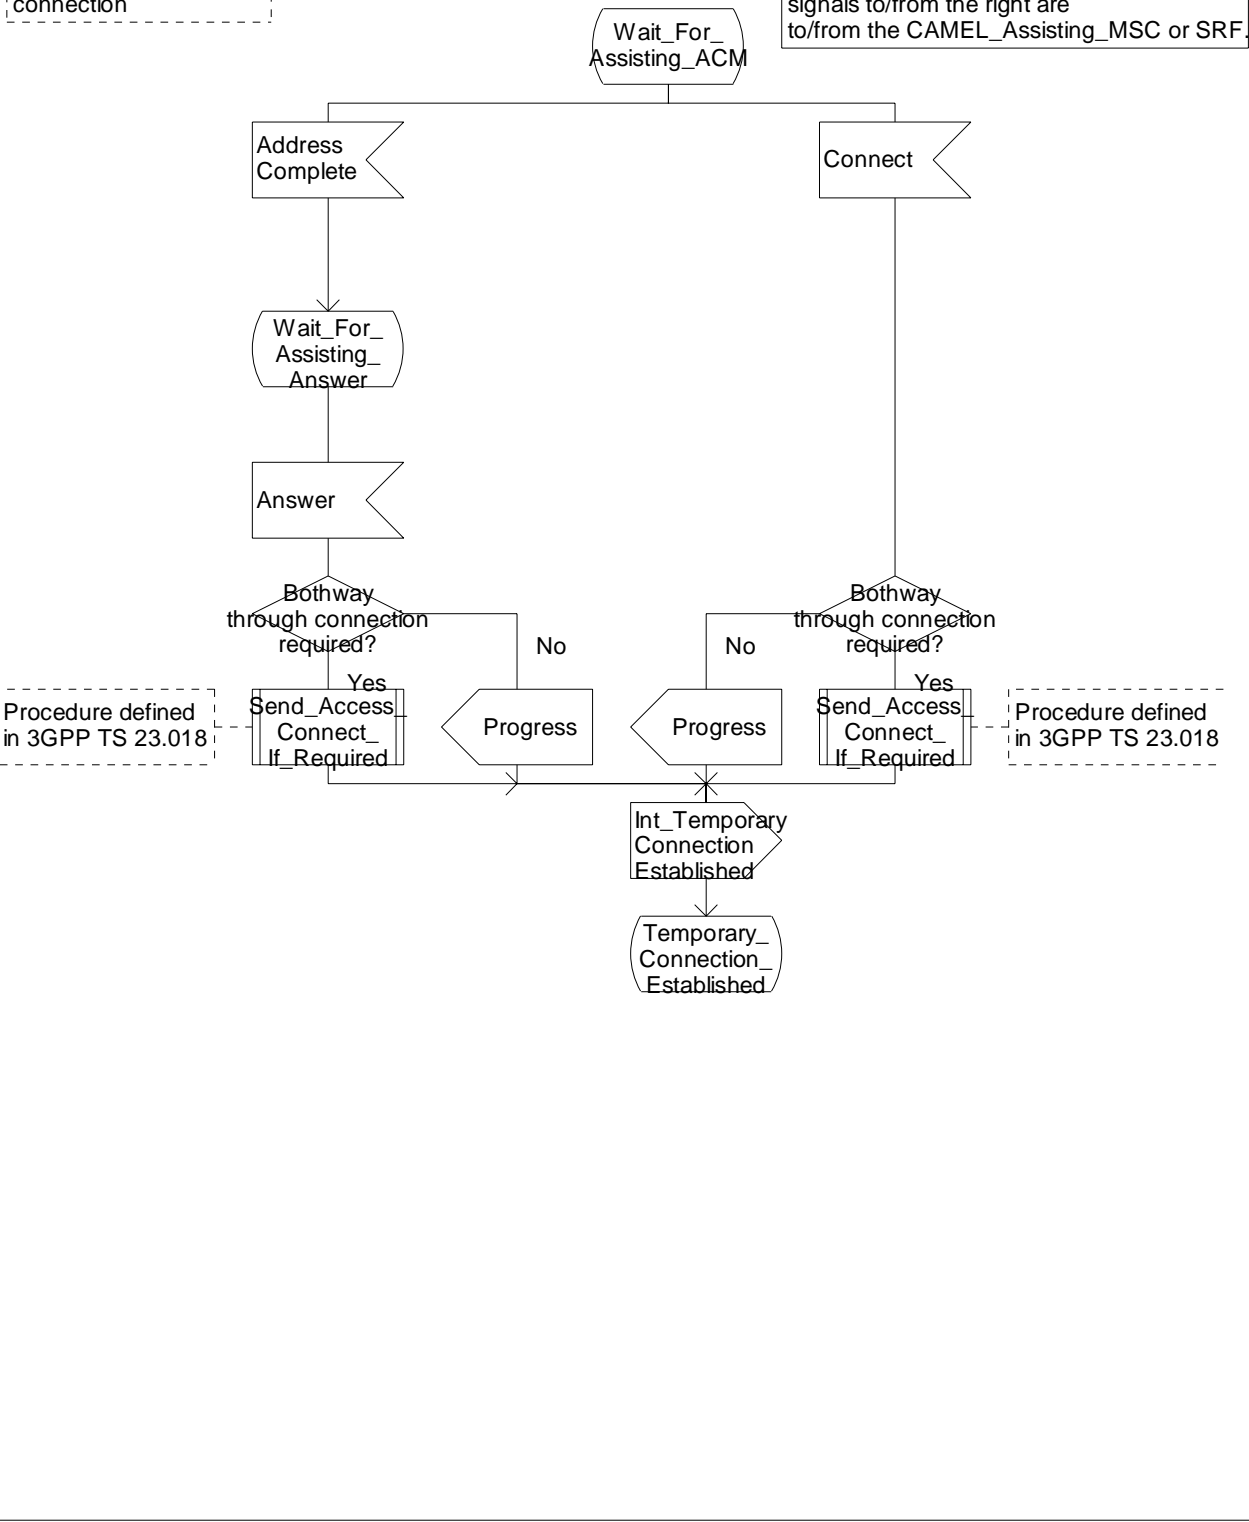 connection
signals to/from the right are
to/from the CAMEL_Assisting_MSC or SRF.
Wait_For_
Assisting_ACM
Address
Complete
Connect
Wait_For_
Assisting_
Answer
Answer
Bothway
through connection
required?
No
Yes
Bothway
through connection
required?
No
Yes
Procedure defined
in 3GPP TS 23.018
Send_Access_
Connect_
If_Required
Progress
Progress
Send_Access_
Connect_
If_Required
Procedure defined
in 3GPP TS 23.018
Int_Temporary
Connection
Established
Temporary_
Connection_
Established